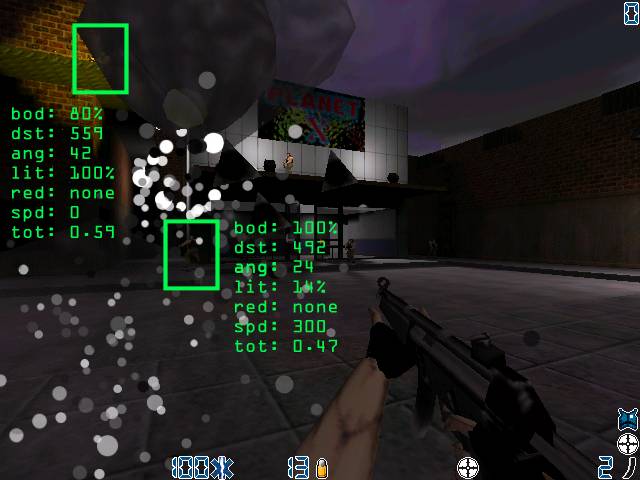 0
PLANET
X
bod: 80%
dst: 559
ang: 42
lit: 100%
red: none
spd: 0
tot: 0.59
bod: 100%
dst: 492
ang: 24
lit: 14%
red: none
spd: 300
tot: 0.47
100 13 2